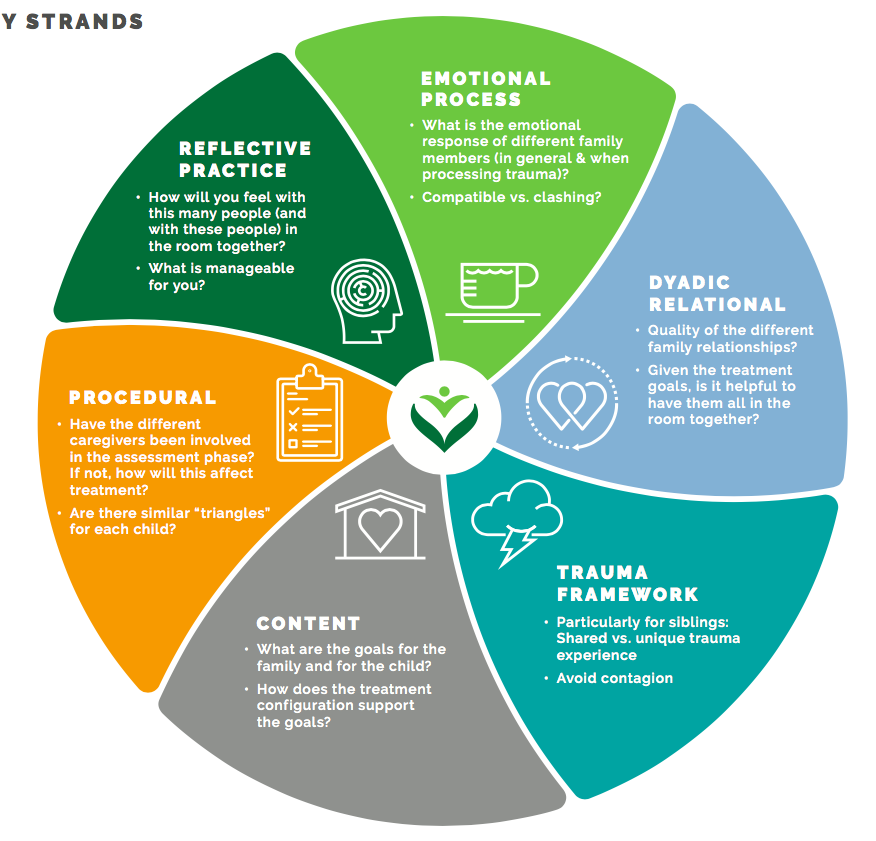 Y STRANDS
EMOTIONAL
PROCESS
• What is the emotional
response of different family
members (in general & when
processing trauma)?
• Compatible vs. clashing?
DYADIC
RELATIONAL
• Quality of the different
family relationships?
• Given the treatment
goals, is it helpful to
have them all in the
room together?
TRAUMA
FRAMEWORK
• Particularly for siblings:
Shared vs. unique trauma
experience
• Avoid contagion
CONTENT
• What are the goals for the
family and for the child?
• How does the treatment
configuration support
the goals?
PROCEDURAL
• Have the different
caregivers been involved
in the assessment phase?
If not, how will this affect
treatment?
• Are there similar “triangles”
for each child?
REFLECTIVE
PRACTICE
• How will you feel with
this many people (and
with these people) in
the room together?
• What is manageable
for you?